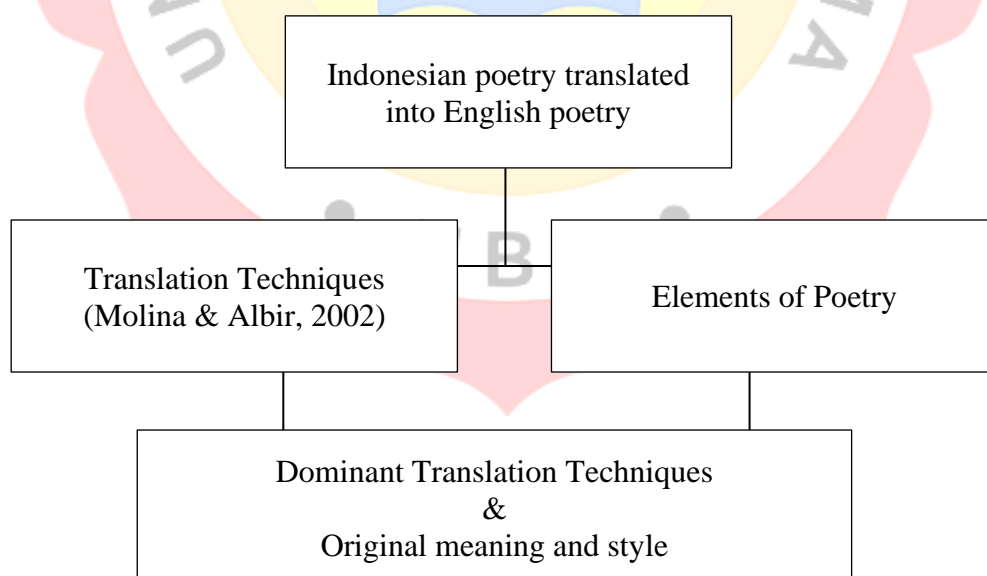 Indonesian poetry translated
into English poetry
Translation Techniques
(Molina & Albir, 2002)
Elements of Poetry
Dominant Translation Techniques
&
Original meaning and style